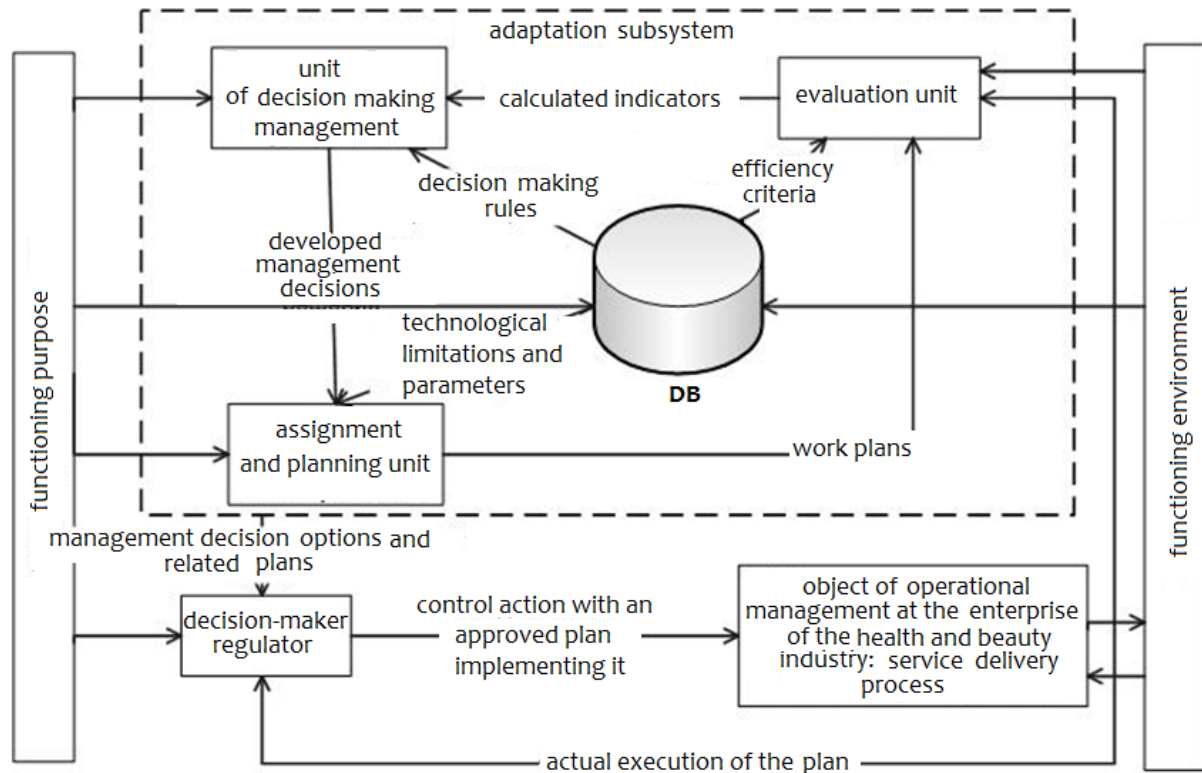 adaptation subsystem
unit
of decision making
management
calculated indicators
evaluation unit
decision making
rules
efficiency
criteria
developed
management
decisions
technological
limitations and
parameters
DB
functioning purpose
functioning environment
assignment
and planning unit
work plans
management decision options and
related plans
decision-maker
regulator
control action with an
approved plan
implementing it
object of operational
management at the enterprise
of the health and beauty
industry: service delivery
process
actual execution of the plan